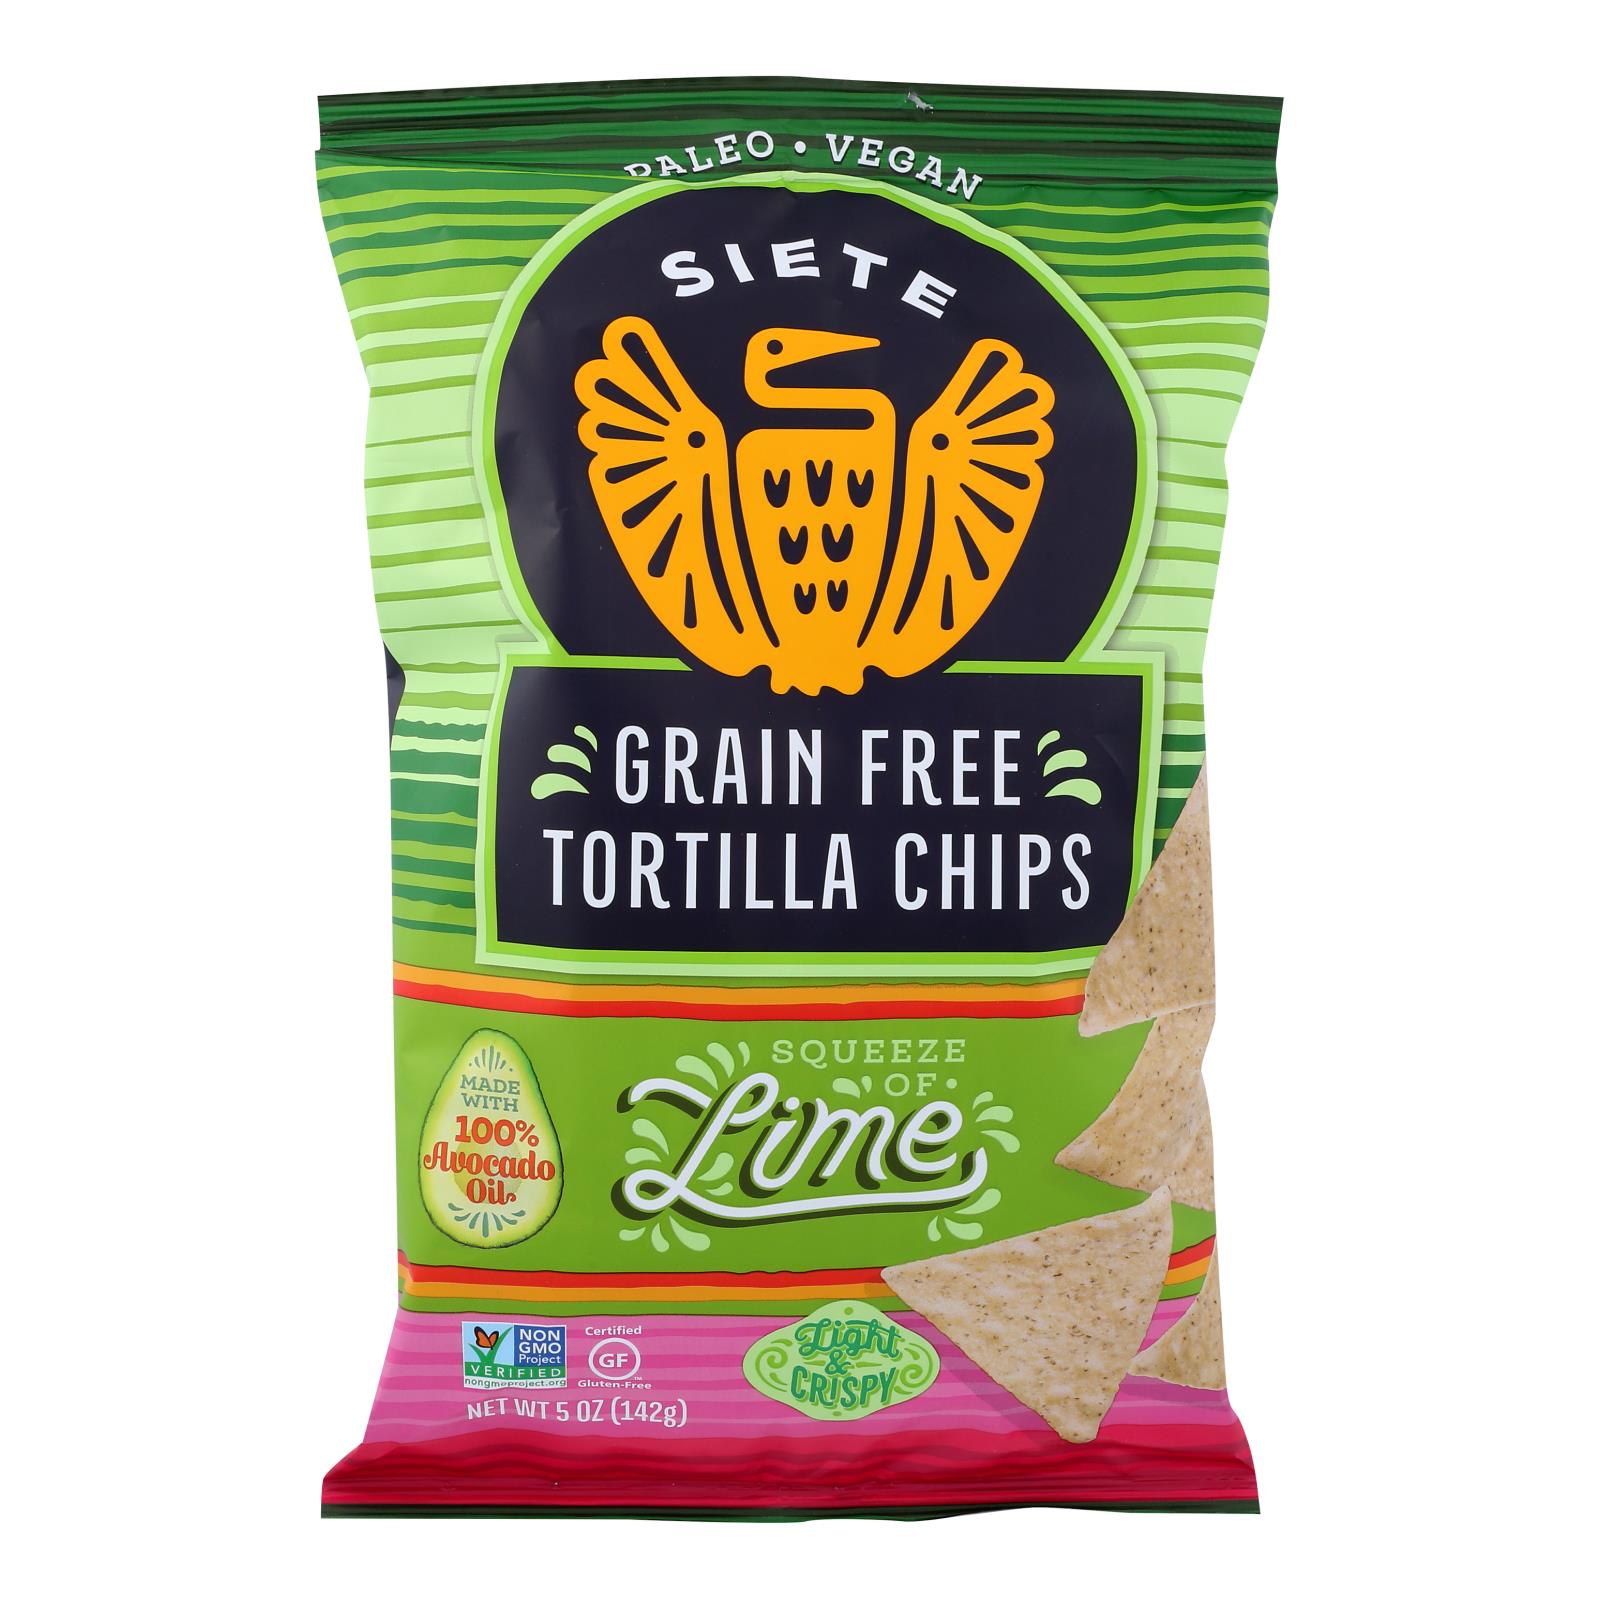 PALEO • VEGAN
SIETE
GRAIN FREE
TORTILLA CHIPS
SQUEEZE
OF
Lime
MADE
WITH
100%
Avocado
Oil
NON
GMO
Project
VERIFIED
nongmoproject.org
Certified
GF
TM
Gluten-Free
NET WT 5 OZ (142g)
Light
&
CRISPY